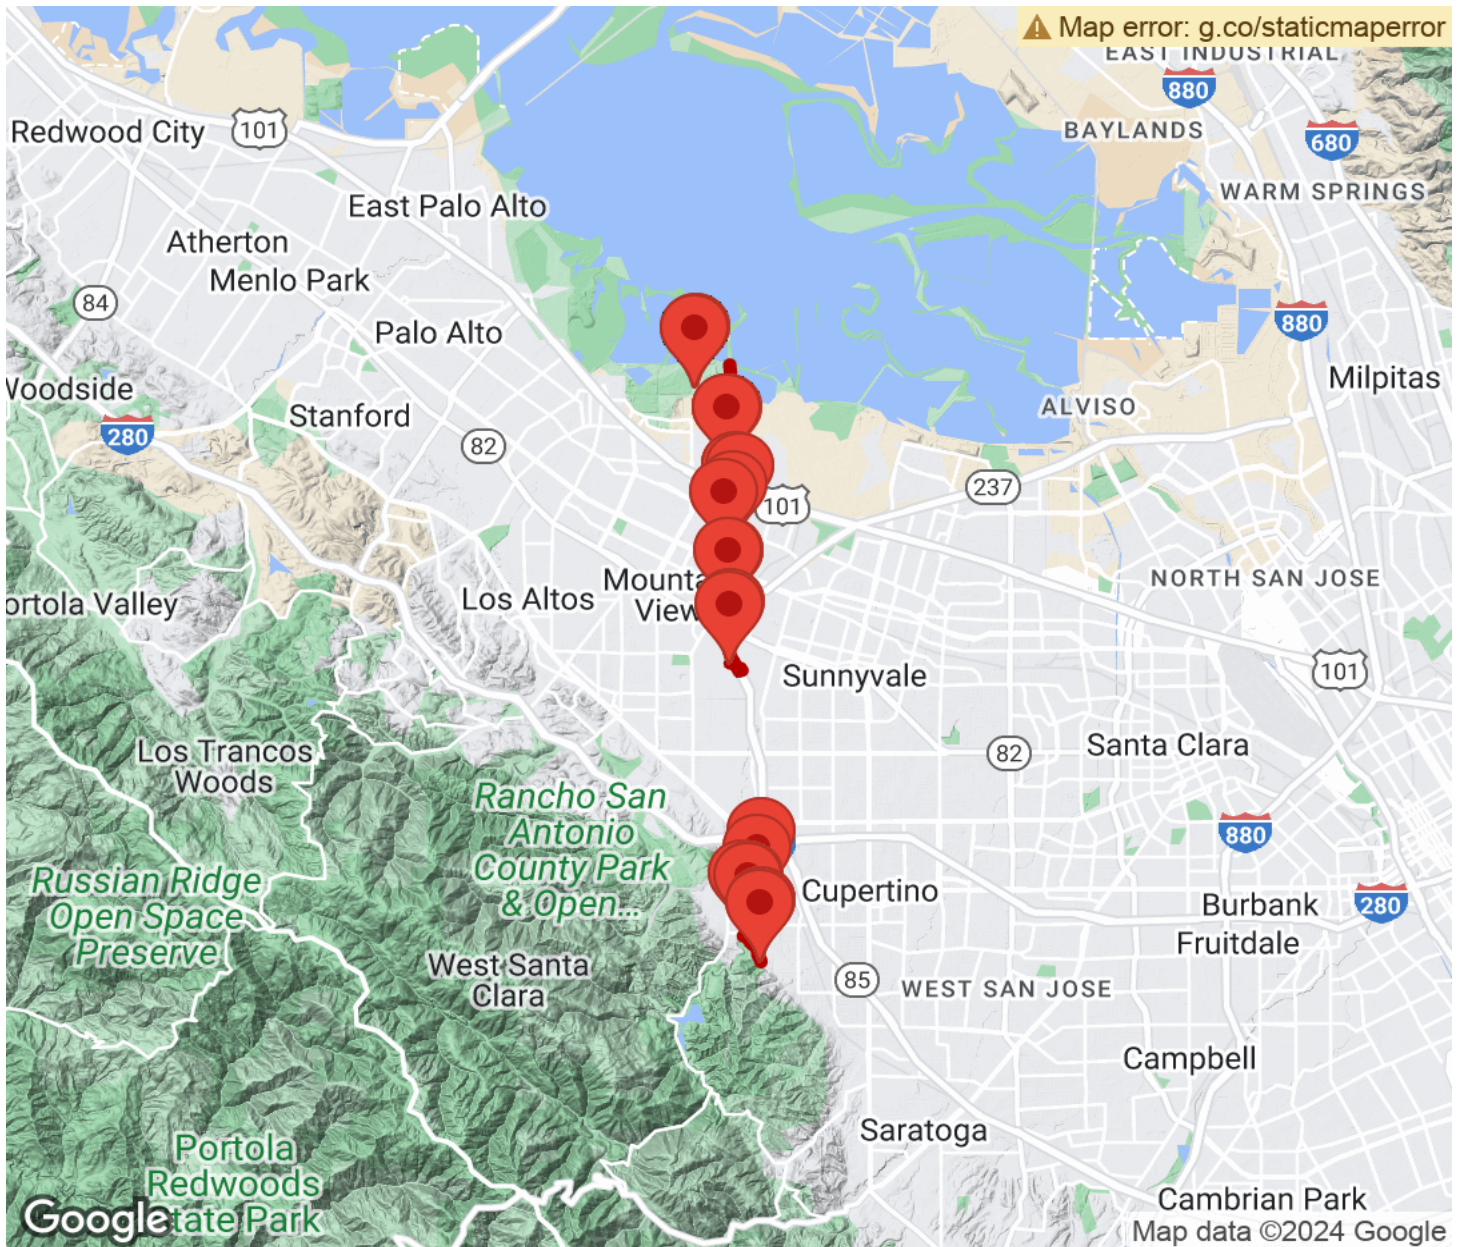 Map error: g.co/staticmaperror
EAST INDUSTRIAL
880
Redwood City
101
BAYLANDS
680
WARM SPRINGS
East Palo Alto
Atherton
Menlo Park
84
Palo Alto
880
Woodside
Milpitas
ALVISO
Stanford
280
82
237
101
NORTH SAN JOSE
Mounta
View
Los Altos
ortola Valley
101
Sunnyvale
Santa Clara
82
Los Trancos
Woods
Rancho San
Antonio
County Park
& Open...
880
Russian Ridge
Open Space
Preserve
Cupertino
Burbank
280
Fruitdale
West Santa
Clara
85
WEST SAN JOSE
Campbell
Saratoga
Portola
Redwoods
tate Park
Cambrian Park
Google
Map data ©2024 Google